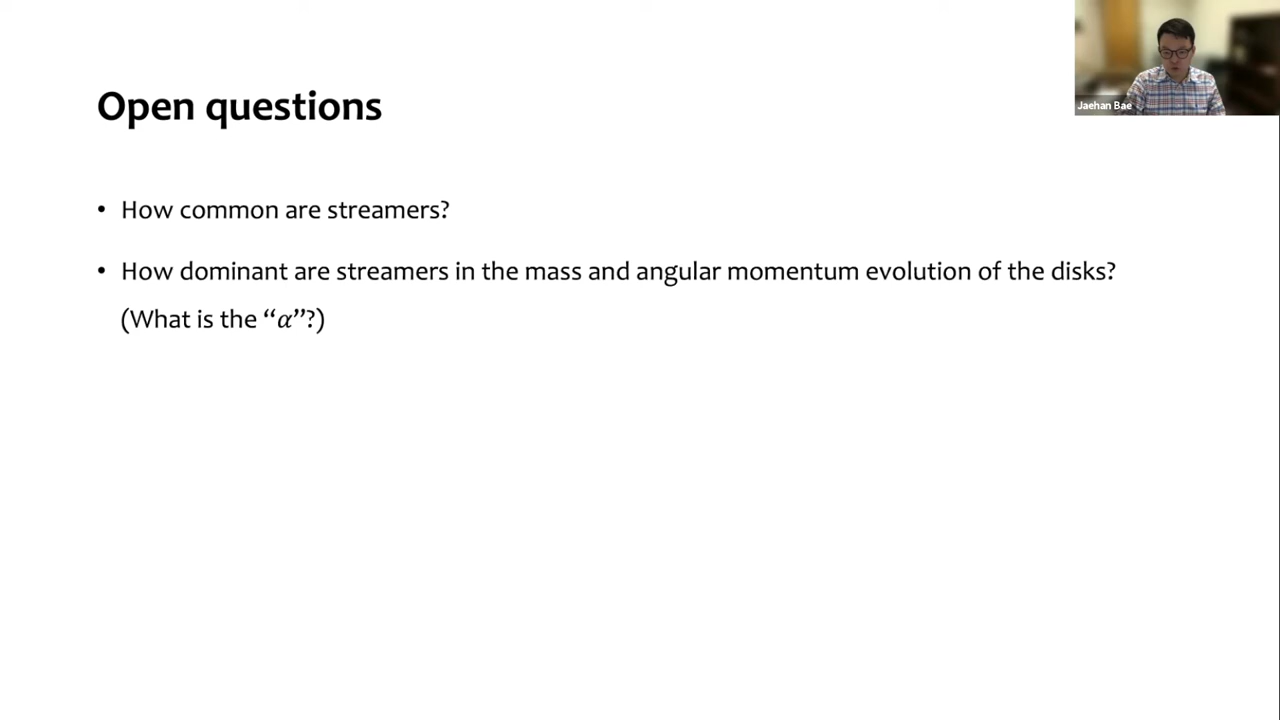 Open questions
Jaehan Bae
• How common are streamers?
• How dominant are streamers in the mass and angular momentum evolution of the disks?
(What is the “α”?)